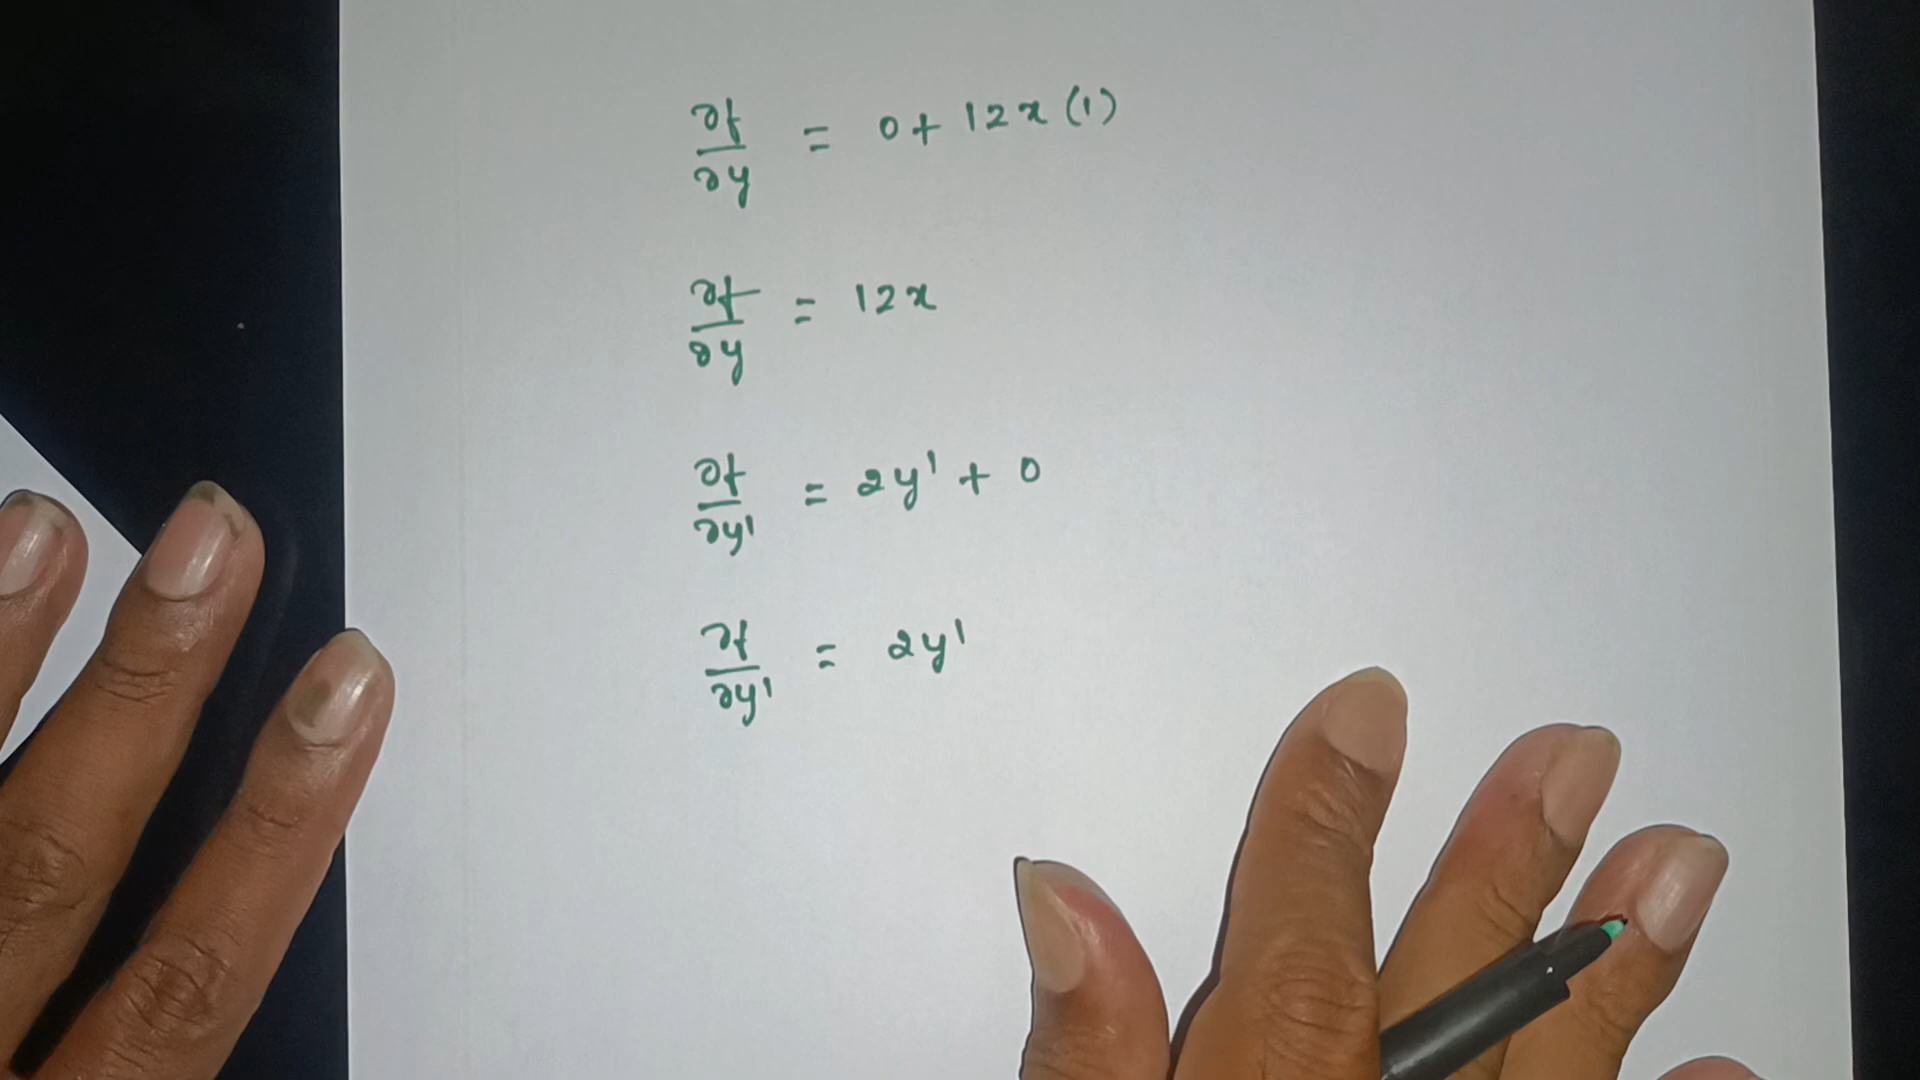 ∂f/∂y = 0 + 12x (1)
∂f/∂y = 12x
∂f/∂y' = 2y' + 0
∂f/∂y' = 2y'